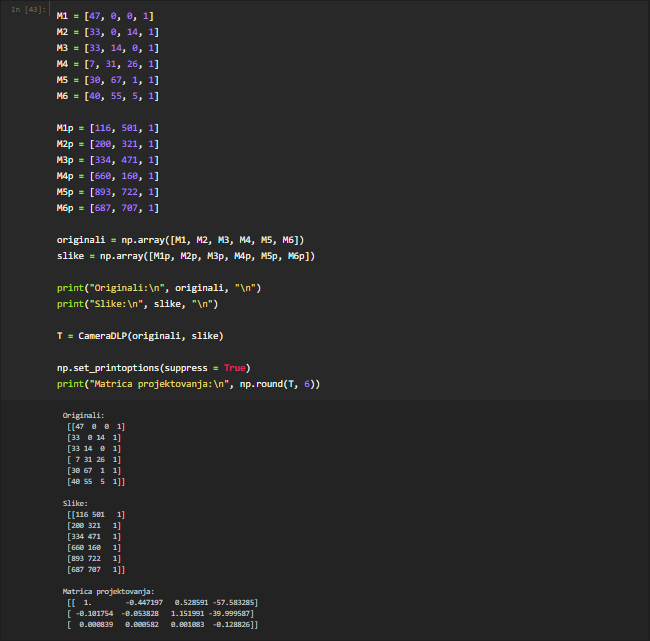 In [43]:
M1 = [47, 0, 0, 1]
M2 = [33, 0, 14, 1]
M3 = [33, 14, 0, 1]
M4 = [7, 31, 26, 1]
M5 = [30, 67, 1, 1]
M6 = [40, 55, 5, 1]
M1p = [116, 501, 1]
M2p = [200, 321, 1]
M3p = [334, 471, 1]
M4p = [660, 160, 1]
M5p = [893, 722, 1]
M6p = [687, 707, 1]
originali = np.array([M1, M2, M3, M4, M5, M6])
slike = np.array([M1p, M2p, M3p, M4p, M5p, M6p])
print("Originali:\n", originali, "\n")
print("Slike:\n", slike, "\n")
T = CameraDLP(originali, slike)
np.set_printoptions(suppress = True)
print("Matrica projektovanja:\n", np.round(T, 6))
Originali:
[[47 0 0 1]
[33 0 14 1]
[33 14 0 1]
[ 7 31 26 1]
[30 67 1 1]
[40 55 5 1]]
Slike:
[[116 501 1]
[200 321 1]
[334 471 1]
[660 160 1]
[893 722 1]
[687 707 1]]
Matrica projektovanja:
[[ 1. -0.447197 0.528591 -57.583285]
[ -0.101754 -0.053828 1.151991 -39.999587]
[ 0.000839 0.000582 0.001083 -0.128826]]